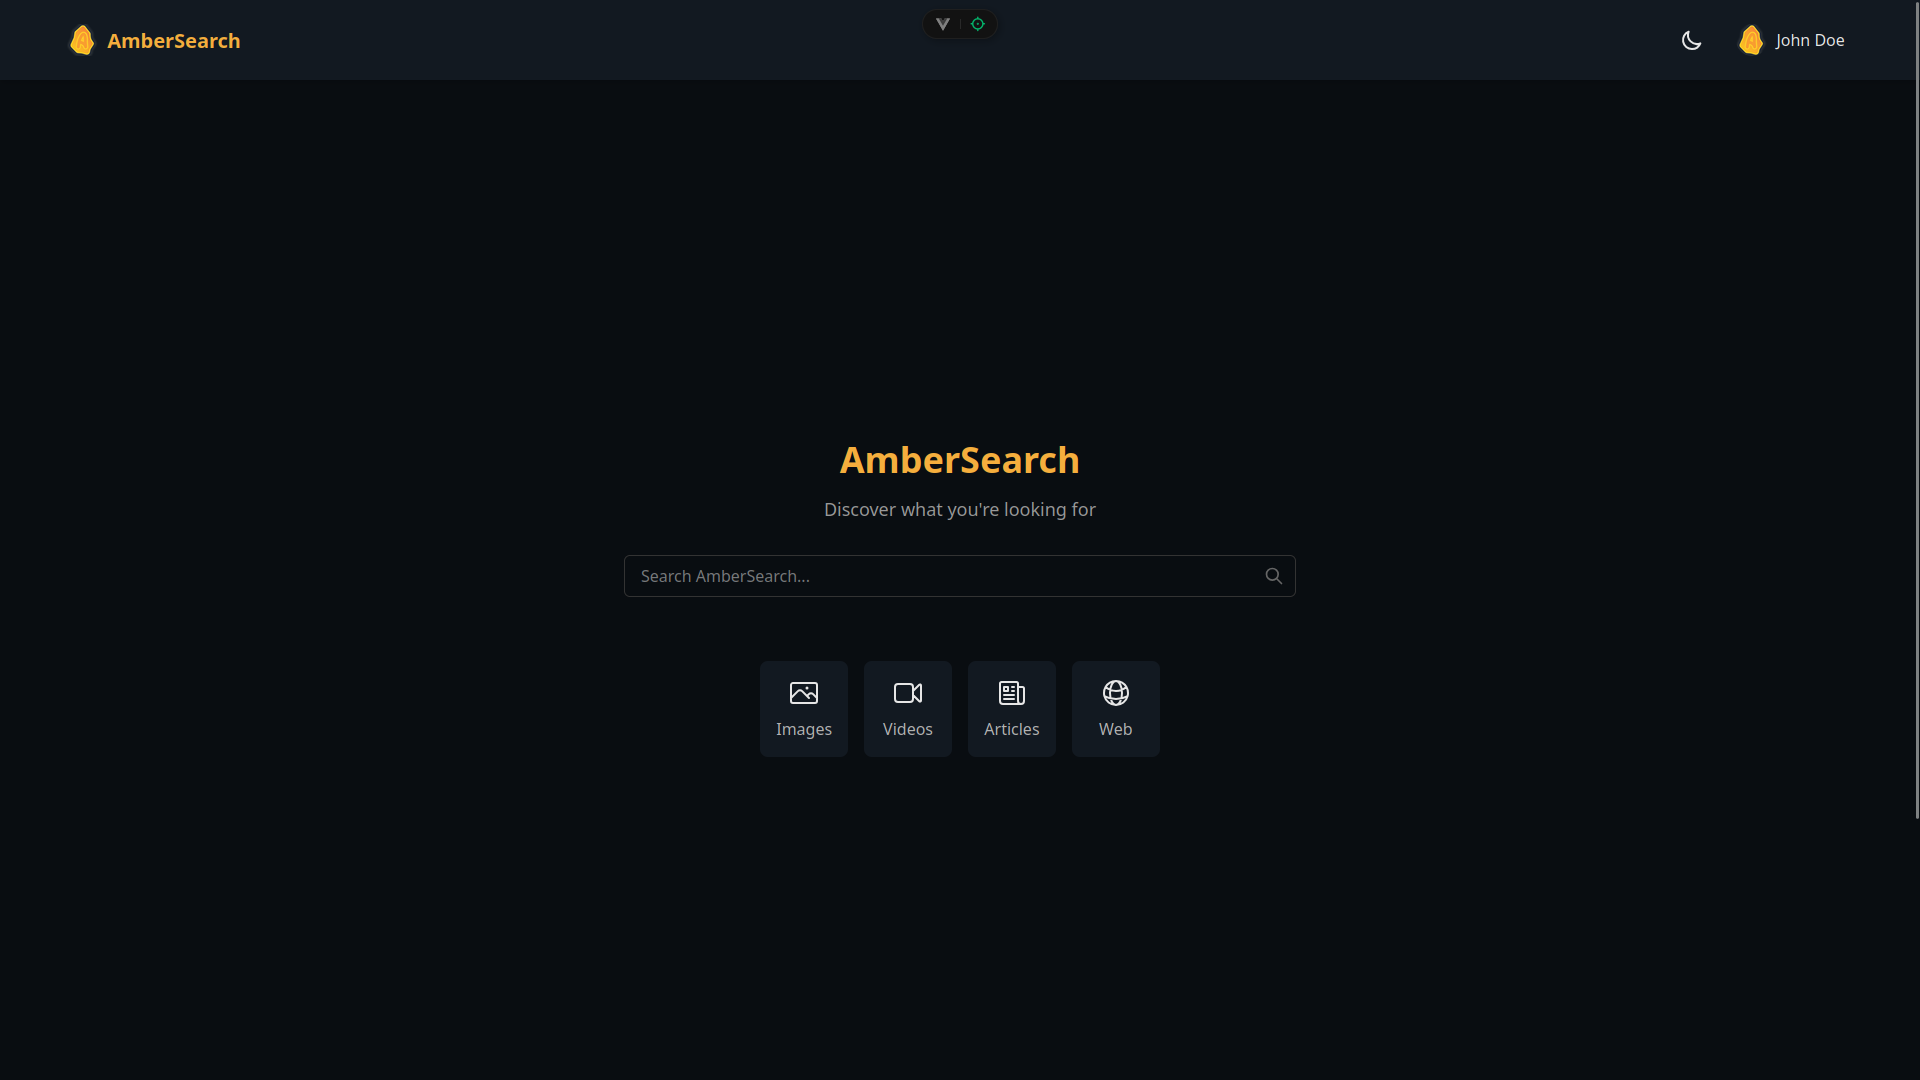 AmberSearch
John Doe
AmberSearch
Discover what you're looking for
Search AmberSearch...
Images
Videos
Articles
Web